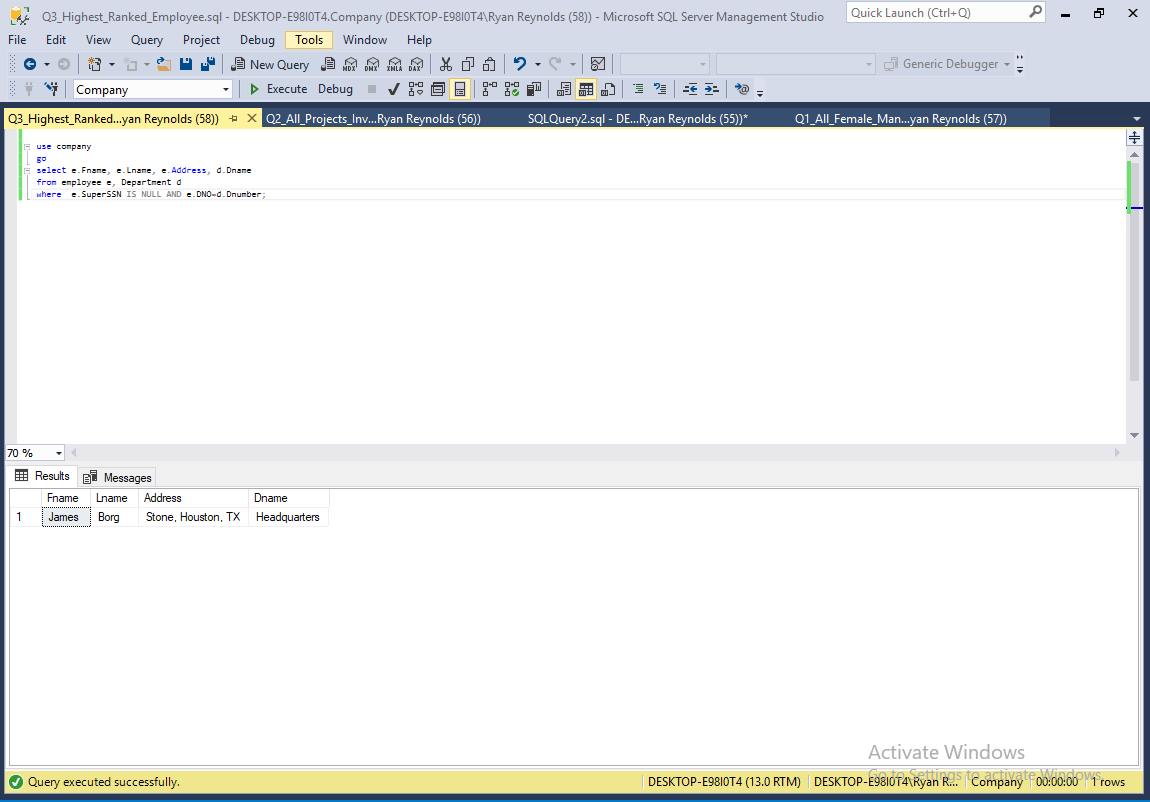 Q3_Highest_Ranked_Employee.sql - DESKTOP-E98I0T4.Company (DESKTOP-E98I0T4\Ryan Reynolds (58)) - Microsoft SQL Server Management Studio
Quick Launch (Ctrl+Q)
File Edit View Query Project Debug Tools Window Help
New Query MDX DMX XMLA DAX Generic Debugger
Company Execute Debug
Q3_Highest_Ranked...yan Reynolds (58)) Q2_All_Projects_Inv...Ryan Reynolds (56)) SQLQuery2.sql - DE...Ryan Reynolds (55))* Q1_All_Female_Man...yan Reynolds (57))
use company
go
select e.Fname, e.Lname, e.Address, d.Dname
from employee e, Department d
where e.SuperSSN IS NULL AND e.DNO=d.Dnumber;
70 %
Results Messages
Fname Lname Address Dname
1 James Borg Stone, Houston, TX Headquarters
Activate Windows
Go to Settings to activate Windows.
Query executed successfully. DESKTOP-E98I0T4 (13.0 RTM) DESKTOP-E98I0T4\Ryan R... Company 00:00:00 1 rows